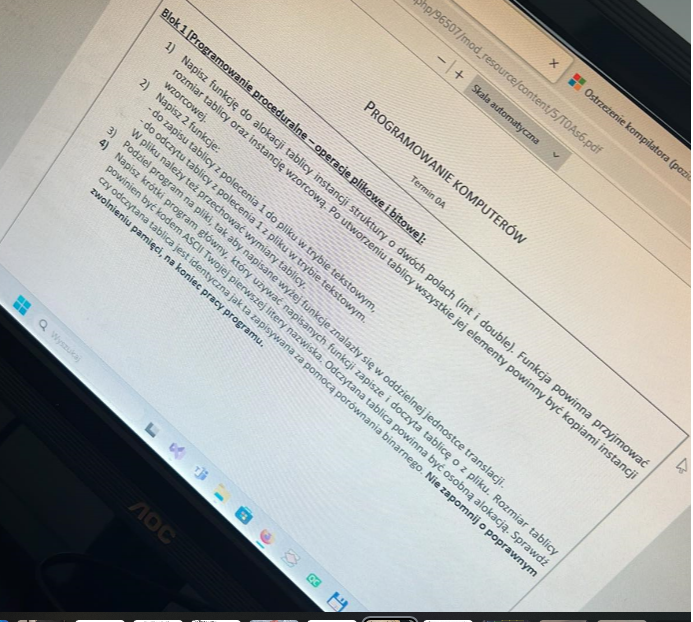 php/96507/mod_resource/content/5/T0As6.pdf
Ostrzeżenie kompilatora (pozi
Skala automatyczna
PROGRAMOWANIE KOMPUTERÓW
Termin 0A
Blok 1 [Programowanie proceduralne – operacje plikowe i bitowe]:
1) Napisz funkcję do alokacji tablicy instancji struktury o dwóch polach (int i double). Funkcja powinna przyjmować
rozmiar tablicy oraz instancję wzorcową. Po utworzeniu tablicy wszystkie jej elementy powinny być kopiami instancji
wzorcowej.
2) Napisz 2 funkcje:
- do zapisu tablicy z polecenia 1 do pliku w trybie tekstowym,
- do odczytu tablicy z polecenia 1 z pliku w trybie tekstowym.
W pliku należy też przechować wymiary tablicy.
3) Podziel program na pliki, tak aby napisane wyżej funkcje znalazły się w oddzielnej jednostce translacji.
4) Napisz krótki program główny, który używać napisanych funkcji zapisze i doczyta tablicę o z pliku. Rozmiar tablicy
powinien być kodem ASCII Twojej pierwszej litery nazwiska. Odczytana tablica powinna być osobną alokacją. Sprawdź
czy odczytana tablica jest identyczna jak ta zapisywana za pomocą porównania binarnego. Nie zapomnij o poprawnym
zwolnieniu pamięci, na koniec pracy programu.
Wyszukaj
AOC